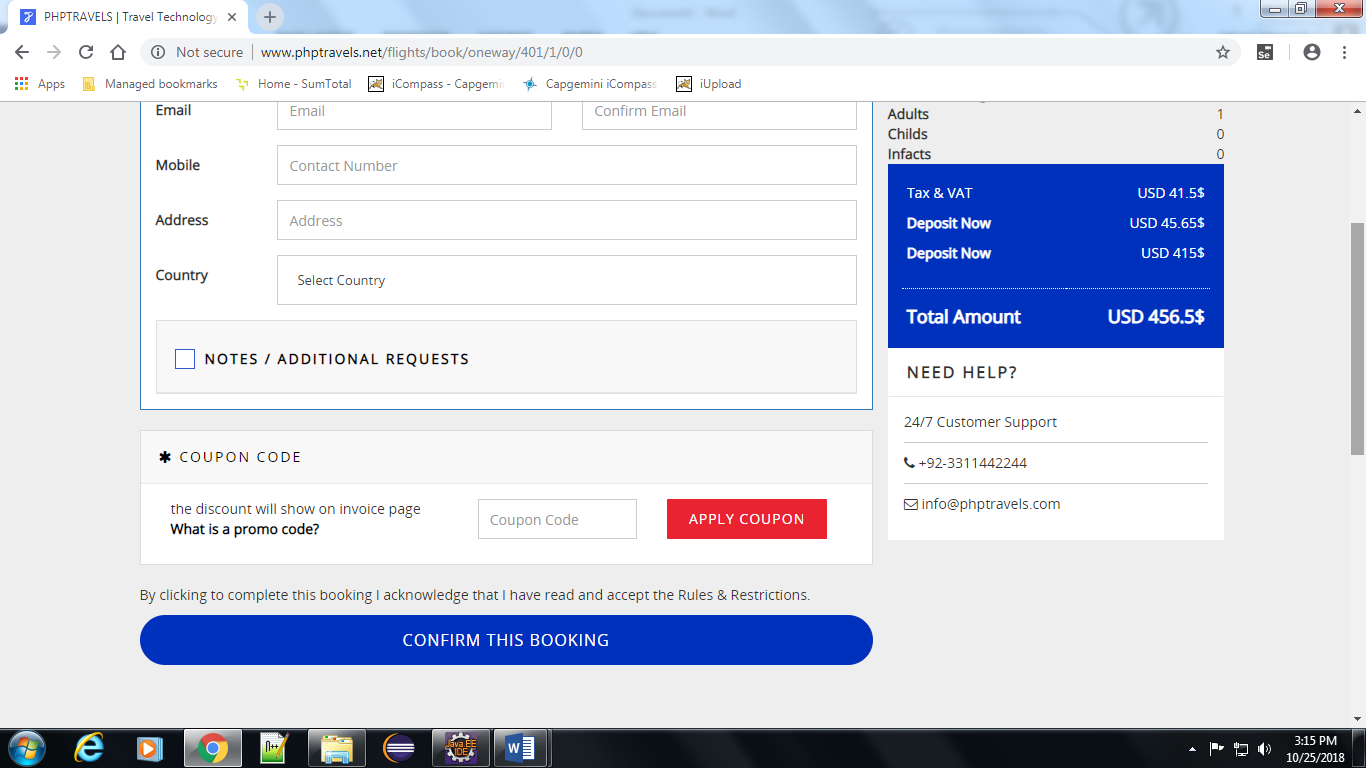 PHPTRAVELS | Travel Technology
Not secure | www.phptravels.net/flights/book/oneway/401/1/0/0
Se
Apps
Managed bookmarks
Home - SumTotal
iCompass - Capgemi
Capgemini iCompass
iUpload
Email
Email
Confirm Email
Mobile
Contact Number
Address
Address
Country
Select Country
NOTES / ADDITIONAL REQUESTS
✱ COUPON CODE
the discount will show on invoice page
What is a promo code?
Coupon Code
APPLY COUPON
By clicking to complete this booking I acknowledge that I have read and accept the Rules & Restrictions.
CONFIRM THIS BOOKING
Adults 1
Childs 0
Infacts 0
Tax & VAT USD 41.5$
Deposit Now USD 45.65$
Deposit Now USD 415$
Total Amount USD 456.5$
NEED HELP?
24/7 Customer Support
+92-3311442244
info@phptravels.com
Java EE
IDE
3:15 PM
10/25/2018